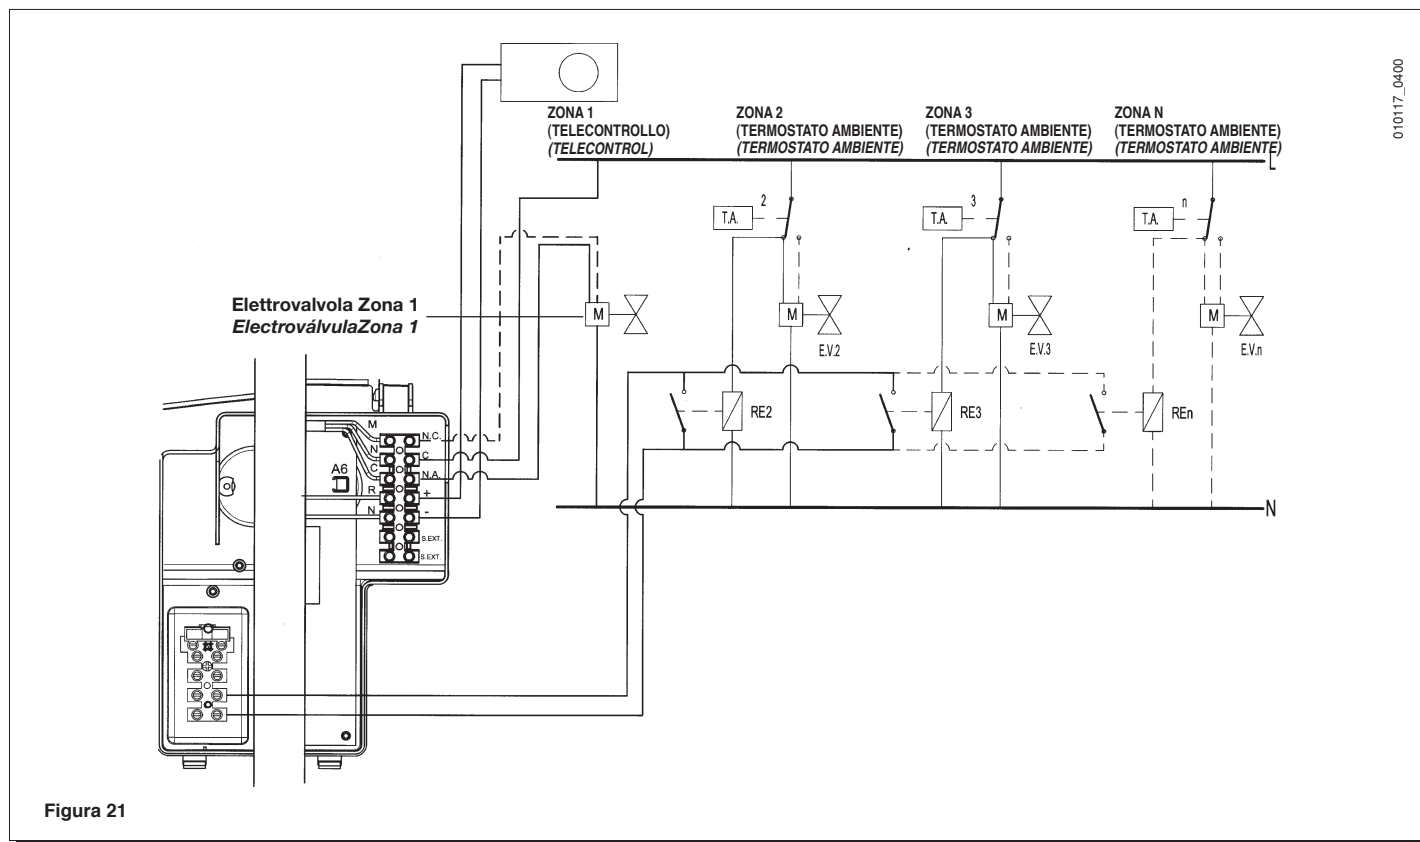 010117_0400
ZONA 1
(TELECONTROLLO)
(TELECONTROL)
ZONA 2
(TERMOSTATO AMBIENTE)
(TERMOSTATO AMBIENTE)
ZONA 3
(TERMOSTATO AMBIENTE)
(TERMOSTATO AMBIENTE)
ZONA N
(TERMOSTATO AMBIENTE)
(TERMOSTATO AMBIENTE)
L
2
T.A.
3
T.A.
n
T.A.
Elettrovalvola Zona 1
ElectroválvulaZona 1
M
M
M
M
E.V.2
E.V.3
E.V.n
RE2
RE3
REn
M
N.C.
N
C
C
A6
N.A.
R
+
N
-
S.EXT.
S.EXT.
N
Figura 21